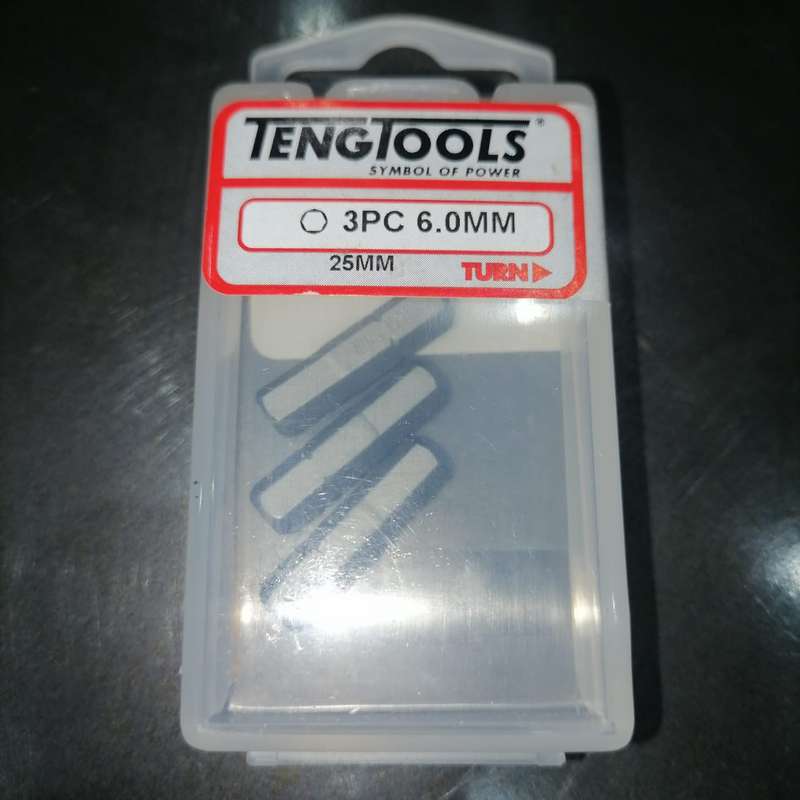 TENGTOOLS®
SYMBOL OF POWER
3PC 6.0MM
25MM
TURN